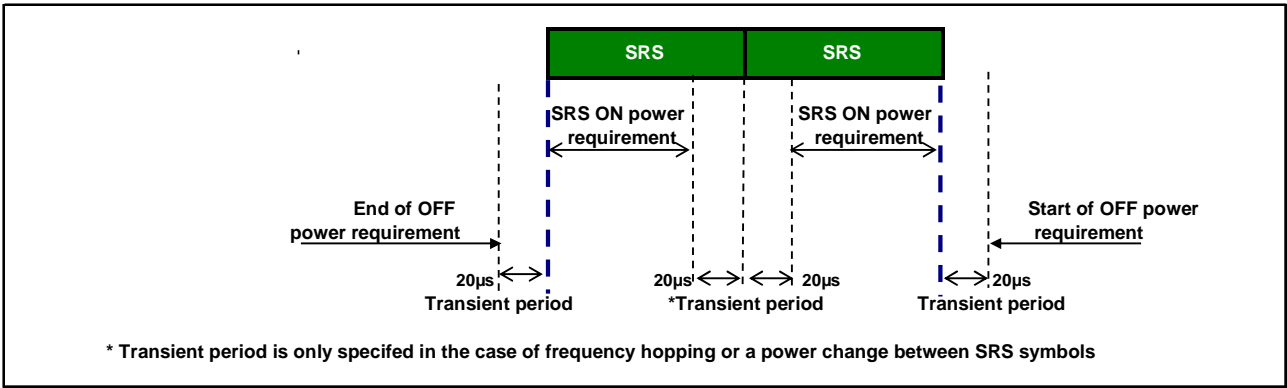 SRS SRS
SRS ON power
requirement
SRS ON power
requirement
End of OFF
power requirement
Start of OFF power
requirement
20µs
Transient period
20µs 20µs
*Transient period
20µs
Transient period
* Transient period is only specifed in the case of frequency hopping or a power change between SRS symbols